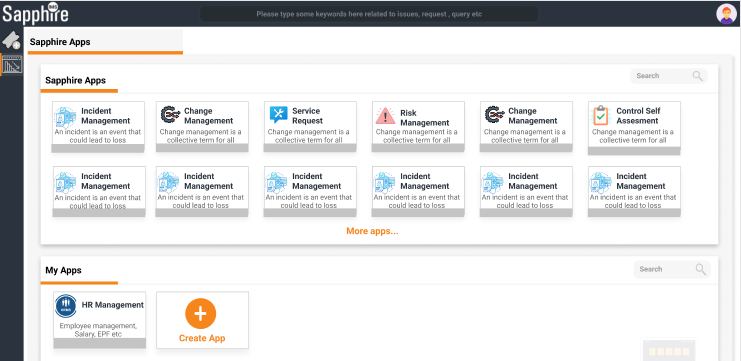 Sapphire
Please type some keywords here related to issues, request , query etc
Sapphire Apps
Sapphire Apps
Search
Incident
Management
An incident is an event that
could lead to loss
Change
Management
Change management is a
collective term for all
Service
Request
Change management is a
collective term for all
Risk
Management
Change management is a
collective term for all
Change
Management
Change management is a
collective term for all
Control Self
Assesment
Change management is a
collective term for all
Incident
Management
An incident is an event that
could lead to loss
Incident
Management
An incident is an event that
could lead to loss
Incident
Management
An incident is an event that
could lead to loss
Incident
Management
An incident is an event that
could lead to loss
Incident
Management
An incident is an event that
could lead to loss
Incident
Management
An incident is an event that
could lead to loss
More apps...
My Apps
Search
HR Management
Employee management,
Salary, EPF etc
Create App